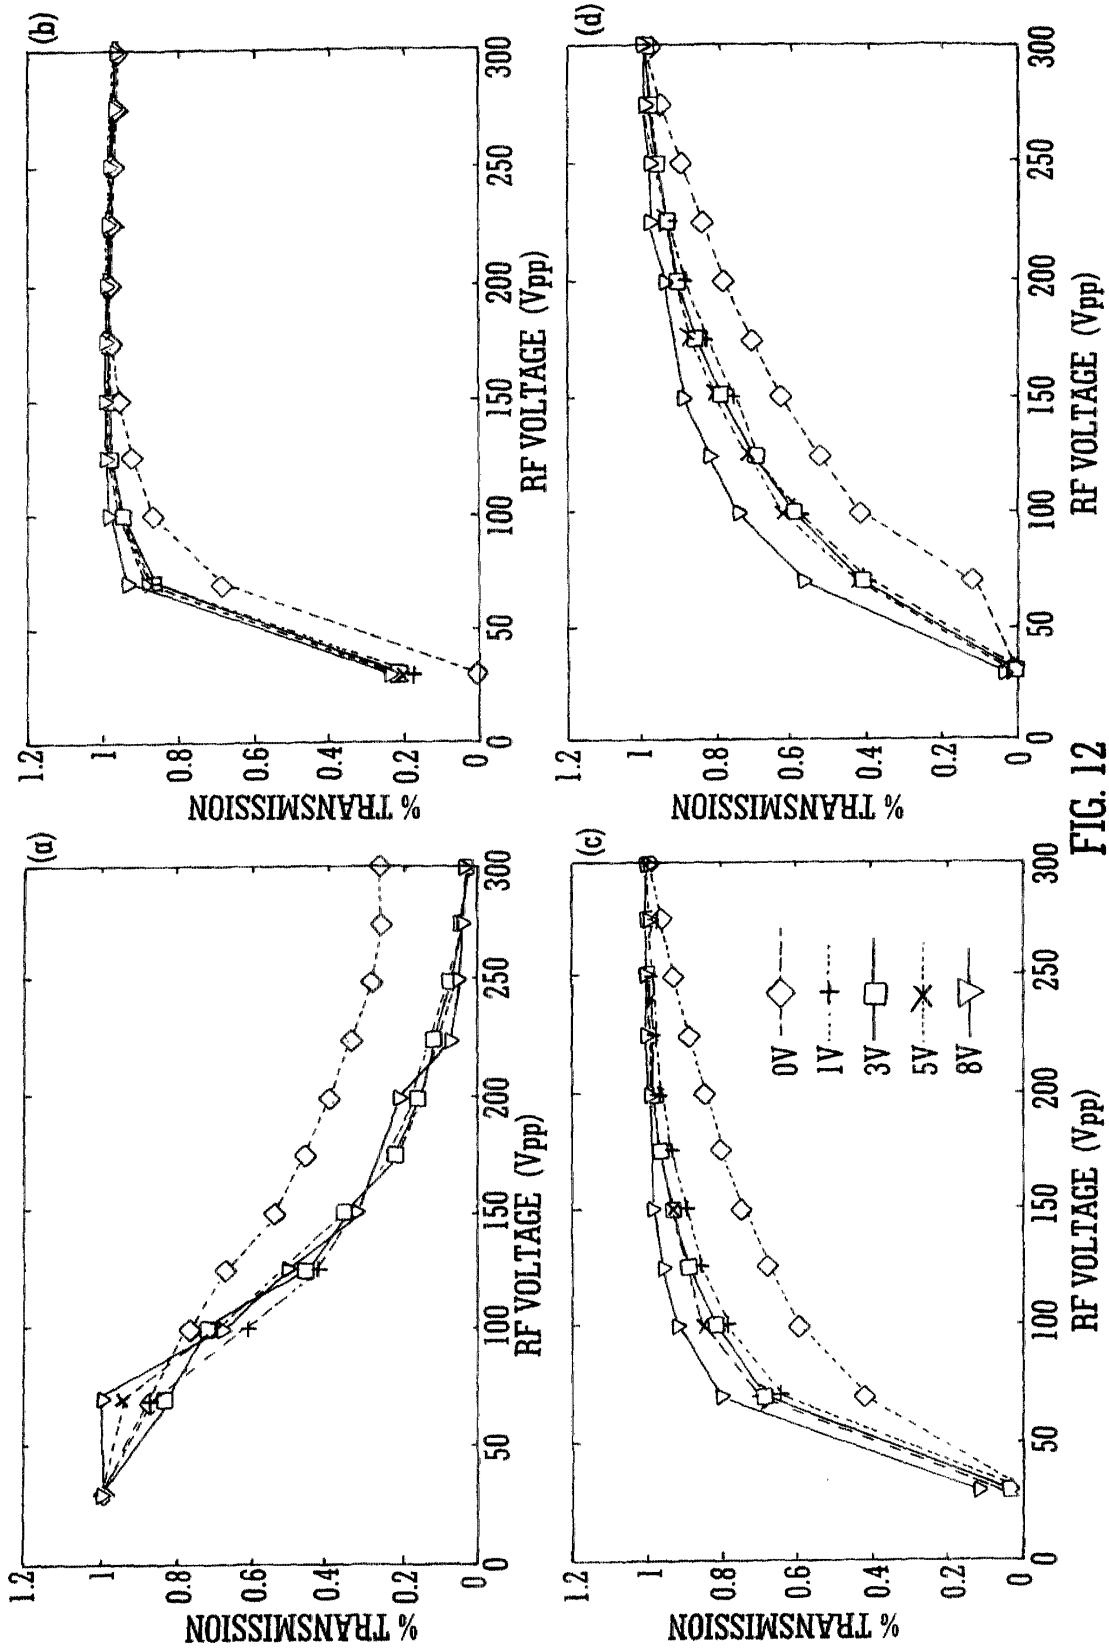 (a)
% TRANSMISSION
1.2
1
0.8
0.6
0.4
0.2
0
0 50 100 150 200 250 300
RF VOLTAGE (Vpp)
(b)
% TRANSMISSION
1.2
1
0.8
0.6
0.4
0.2
0
0 50 100 150 200 250 300
RF VOLTAGE (Vpp)
(c)
% TRANSMISSION
1.2
1
0.8
0.6
0.4
0.2
0
0V
1V
3V
5V
8V
0 50 100 150 200 250 300
RF VOLTAGE (Vpp)
(d)
% TRANSMISSION
1.2
1
0.8
0.6
0.4
0.2
0
0 50 100 150 200 250 300
RF VOLTAGE (Vpp)
FIG. 12